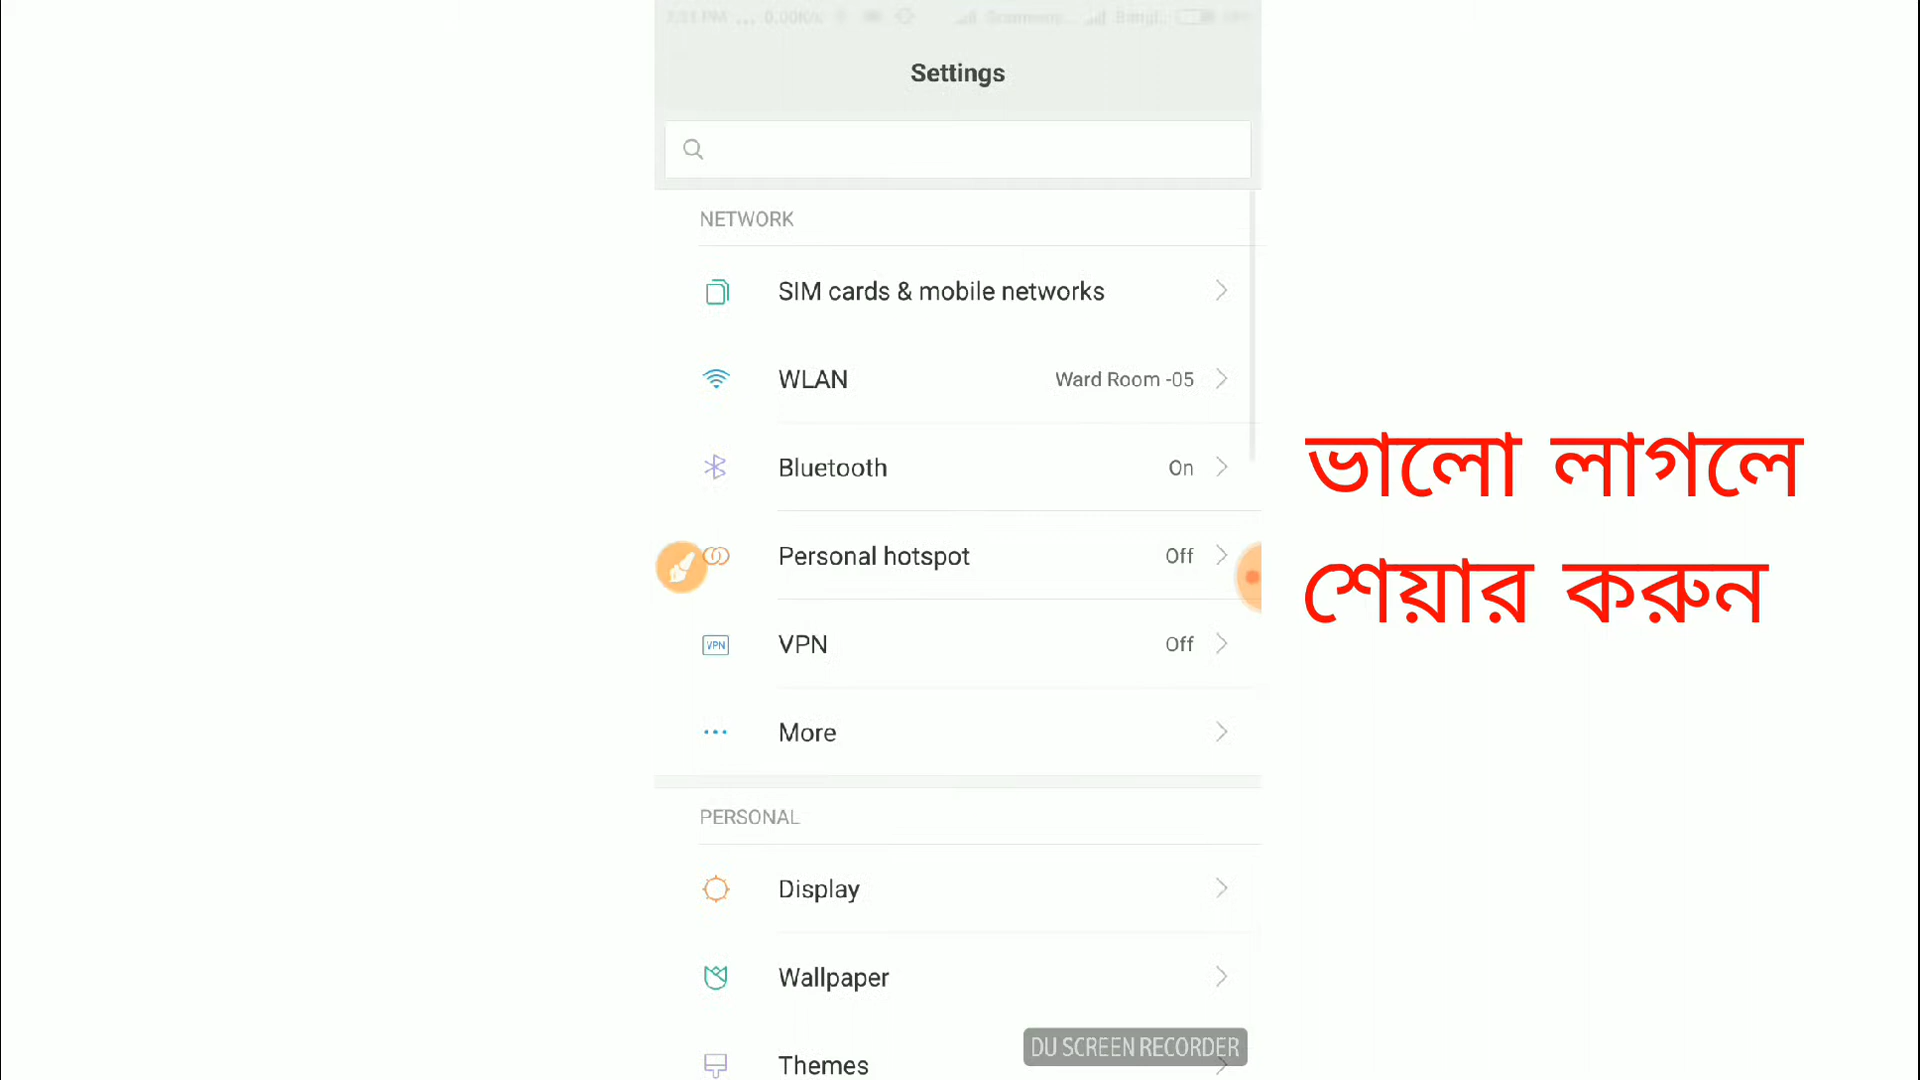 Settings
NETWORK
SIM cards & mobile networks
WLAN Ward Room -05
Bluetooth On
Personal hotspot Off
VPN VPN Off
More
PERSONAL
Display
Wallpaper
Themes
ভালো লাগলে
শেয়ার করুন
DU SCREEN RECORDER